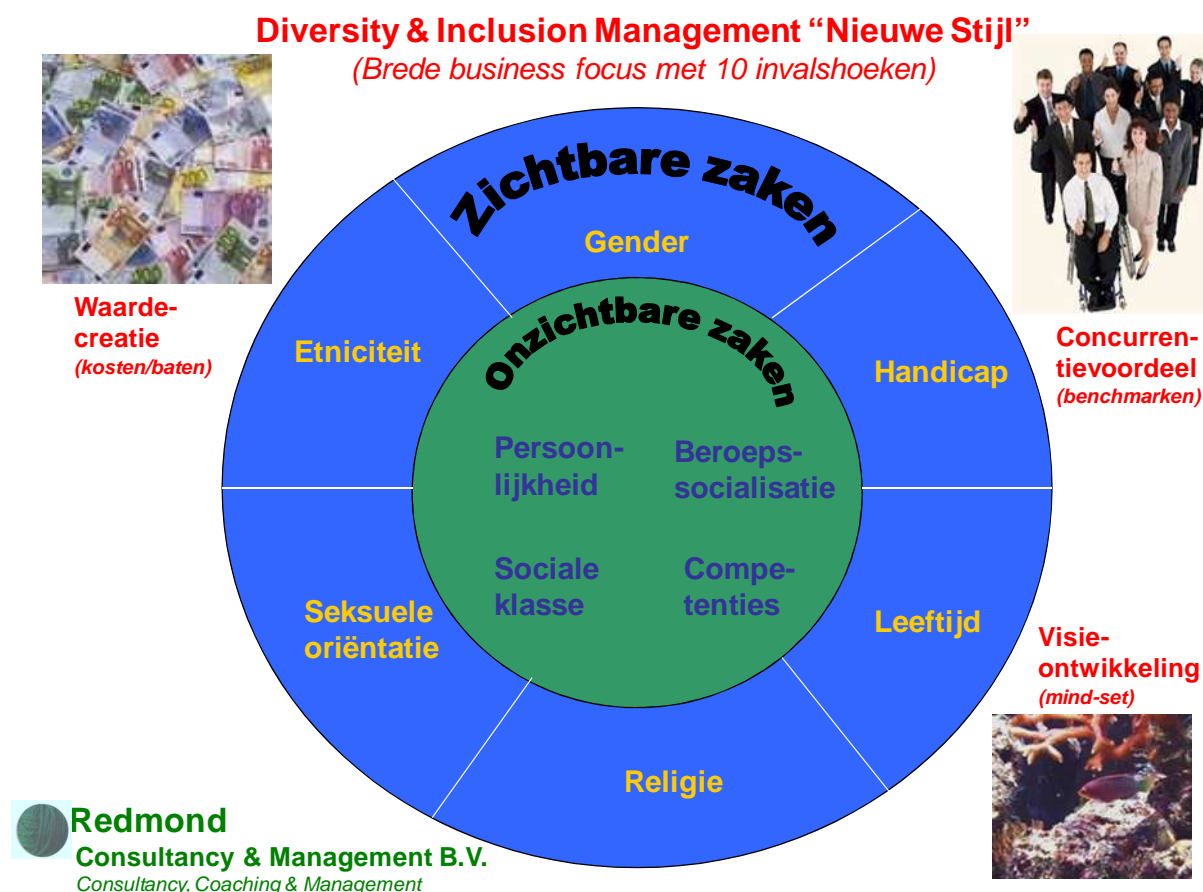 Diversity & Inclusion Management “Nieuwe Stijl”
(Brede business focus met 10 invalshoeken)
Waarde-
creatie
(kosten/baten)
Concurren-
tievoordeel
(benchmarken)
Zichtbare zaken
Gender
Etniciteit
Handicap
Onzichtbare zaken
Persoon-
lijkheid
Beroeps-
socialisatie
Sociale
klasse
Compe-
tenties
Seksuele
oriëntatie
Leeftijd
Religie
Visie-
ontwikkeling
(mind-set)
Redmond
Consultancy & Management B.V.
Consultancy, Coaching & Management